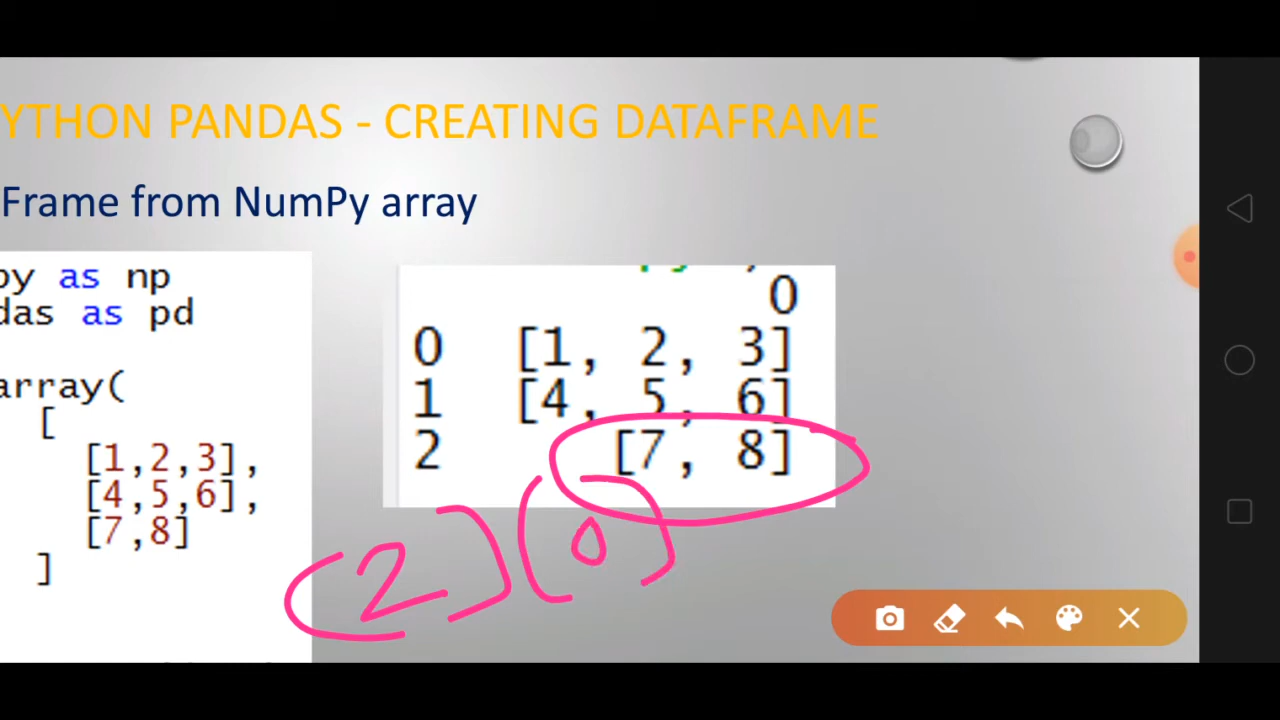 YTHON PANDAS - CREATING DATAFRAME
Frame from NumPy array
py as np
das as pd
array(
[
[1,2,3],
[4,5,6],
[7,8]
]
0
0 [1, 2, 3]
1 [4, 5, 6]
2 [7, 8]
(2)(0)